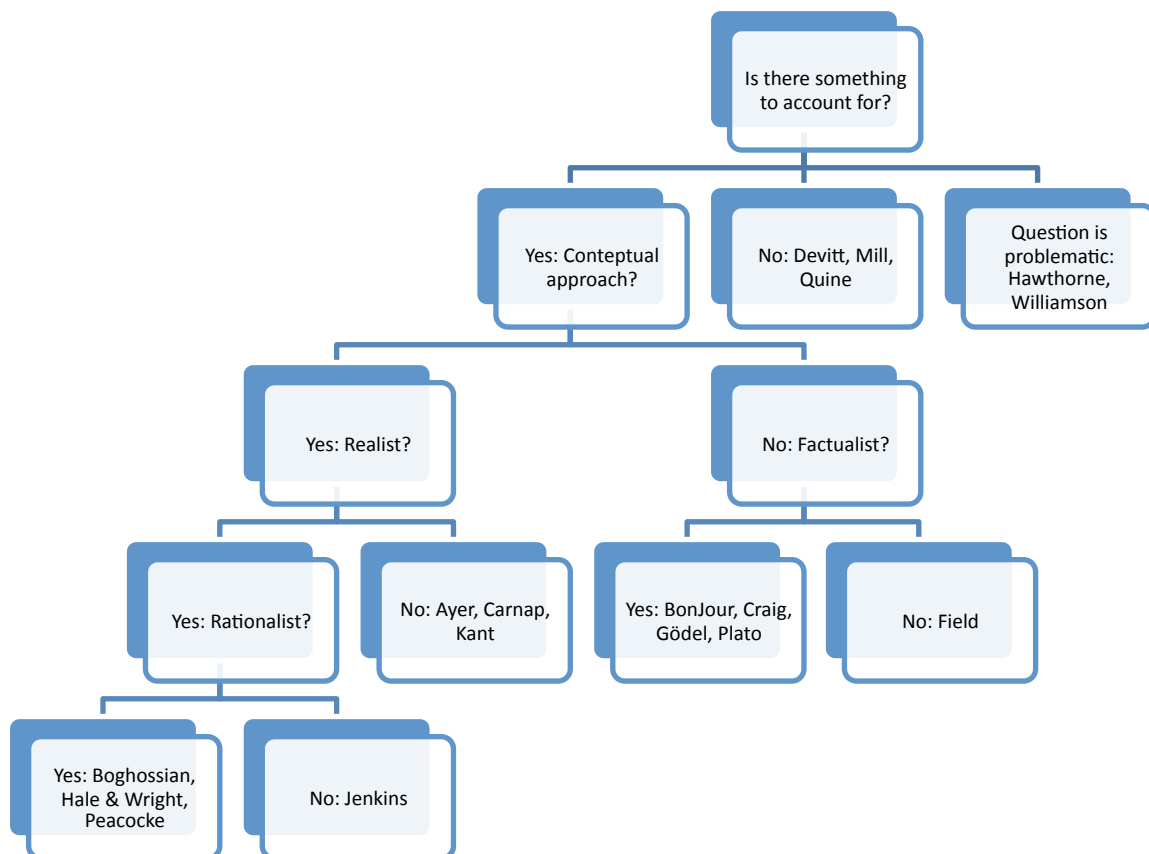 Is there something
to account for?
Yes: Conteptual
approach?
No: Devitt, Mill,
Quine
Question is
problematic:
Hawthorne,
Williamson
Yes: Realist?
No: Factualist?
Yes: Rationalist?
No: Ayer, Carnap,
Kant
Yes: BonJour, Craig,
Gödel, Plato
No: Field
Yes: Boghossian,
Hale & Wright,
Peacocke
No: Jenkins